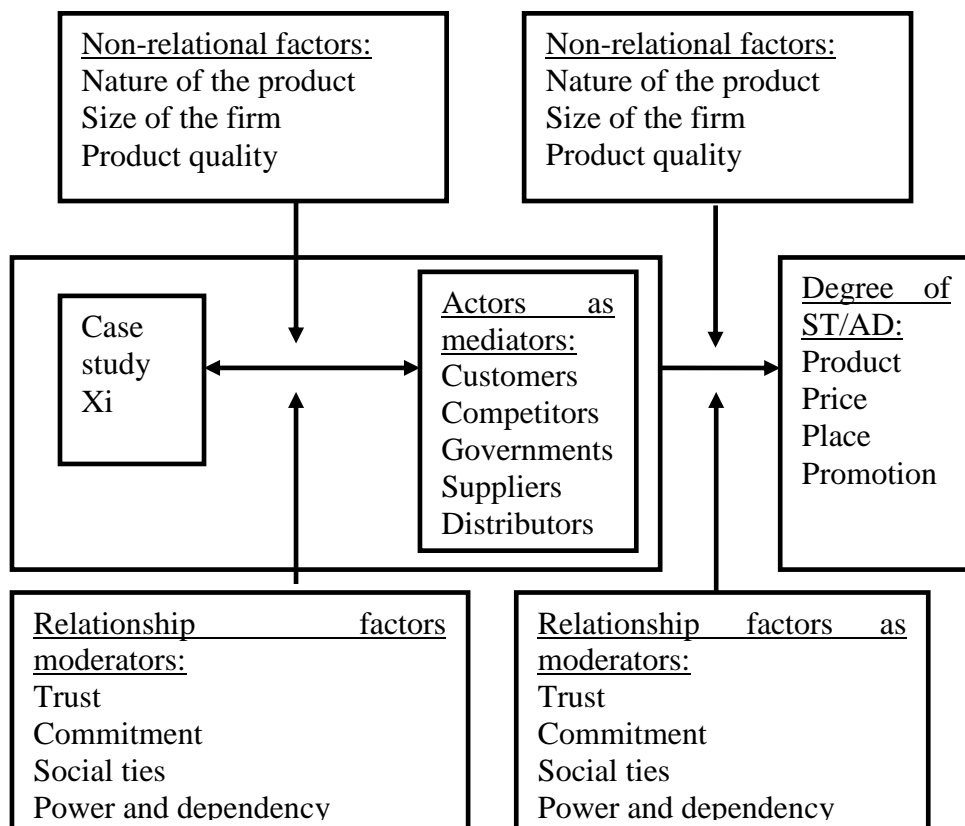 Non-relational factors:
Nature of the product
Size of the firm
Product quality
Non-relational factors:
Nature of the product
Size of the firm
Product quality
Case
study
Xi
Actors as
mediators:
Customers
Competitors
Governments
Suppliers
Distributors
Degree of
ST/AD:
Product
Price
Place
Promotion
Relationship factors
moderators:
Trust
Commitment
Social ties
Power and dependency
Relationship factors as
moderators:
Trust
Commitment
Social ties
Power and dependency